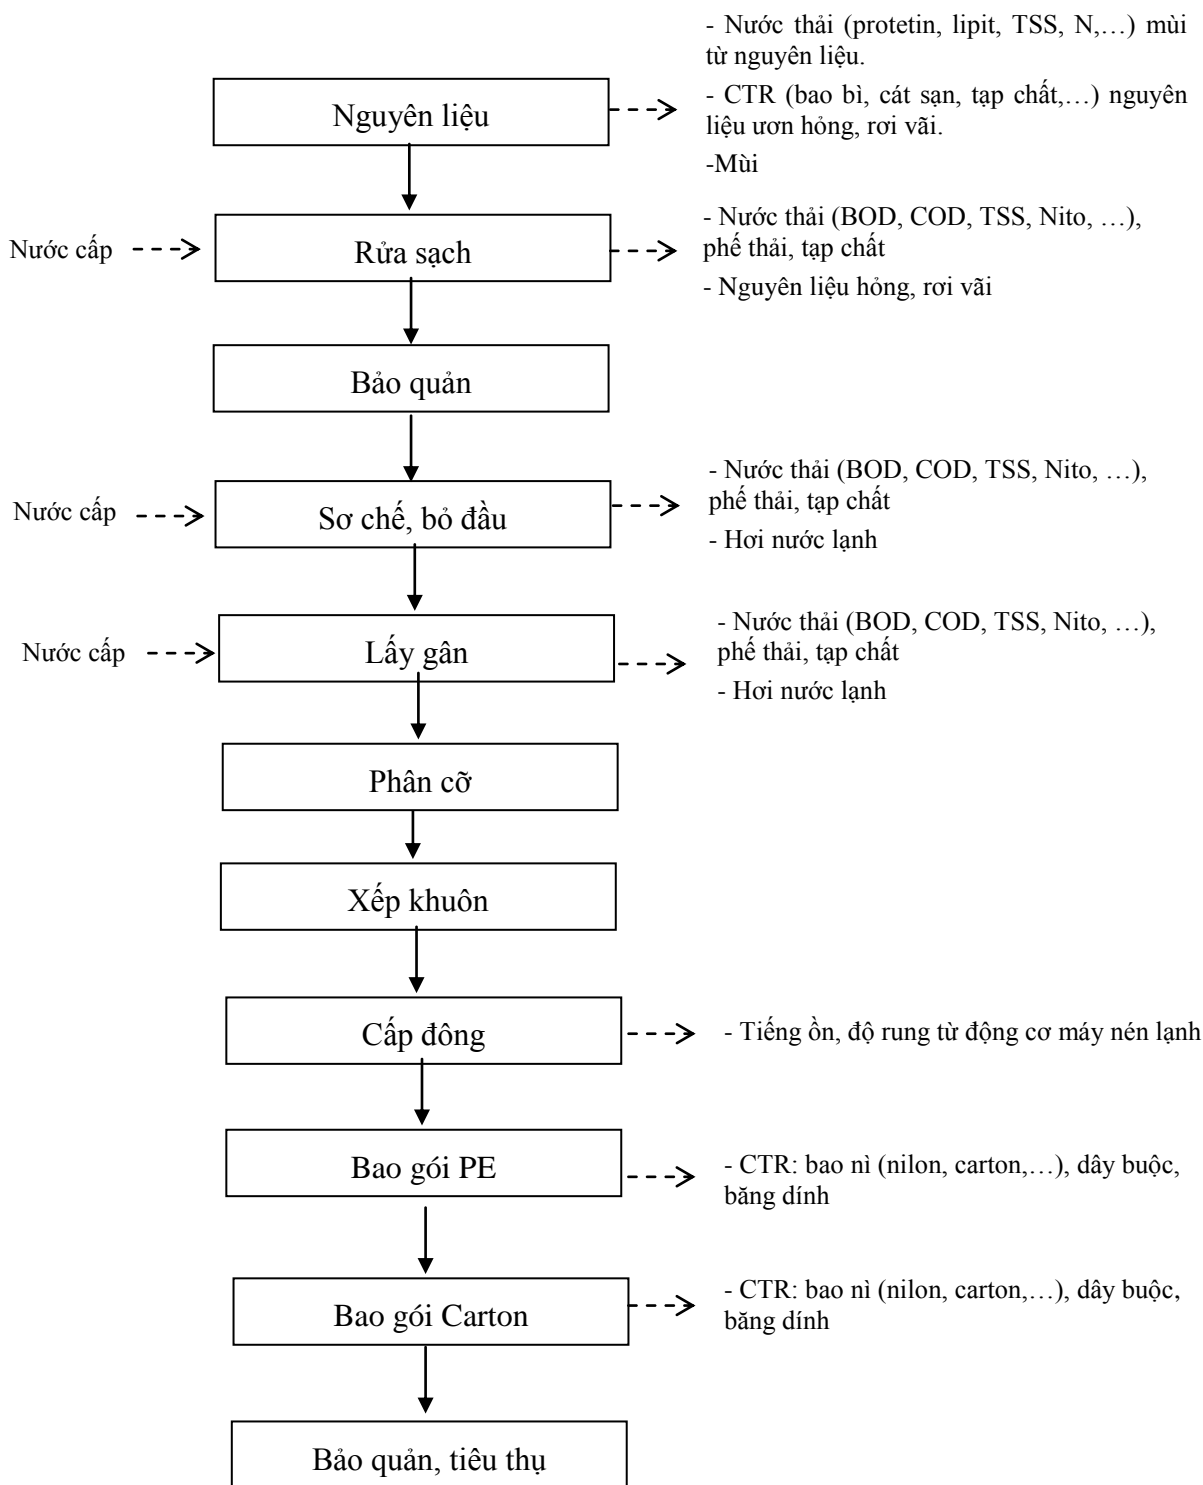 - Nước thải (protetin, lipit, TSS, N,…) mùi
từ nguyên liệu.
Nguyên liệu
- CTR (bao bì, cát sạn, tạp chất,…) nguyên
liệu ươn hỏng, rơi vãi.
-Mùi
Nước cấp
Rửa sạch
- Nước thải (BOD, COD, TSS, Nito, …),
phế thải, tạp chất
- Nguyên liệu hỏng, rơi vãi
Bảo quản
Nước cấp
Sơ chế, bỏ đầu
- Nước thải (BOD, COD, TSS, Nito, …),
phế thải, tạp chất
- Hơi nước lạnh
Nước cấp
Lấy gân
- Nước thải (BOD, COD, TSS, Nito, …),
phế thải, tạp chất
- Hơi nước lạnh
Phân cỡ
Xếp khuôn
Cấp đông
- Tiếng ồn, độ rung từ động cơ máy nén lạnh
Bao gói PE
- CTR: bao nì (nilon, carton,…), dây buộc,
băng dính
Bao gói Carton
- CTR: bao nì (nilon, carton,…), dây buộc,
băng dính
Bảo quản, tiêu thụ